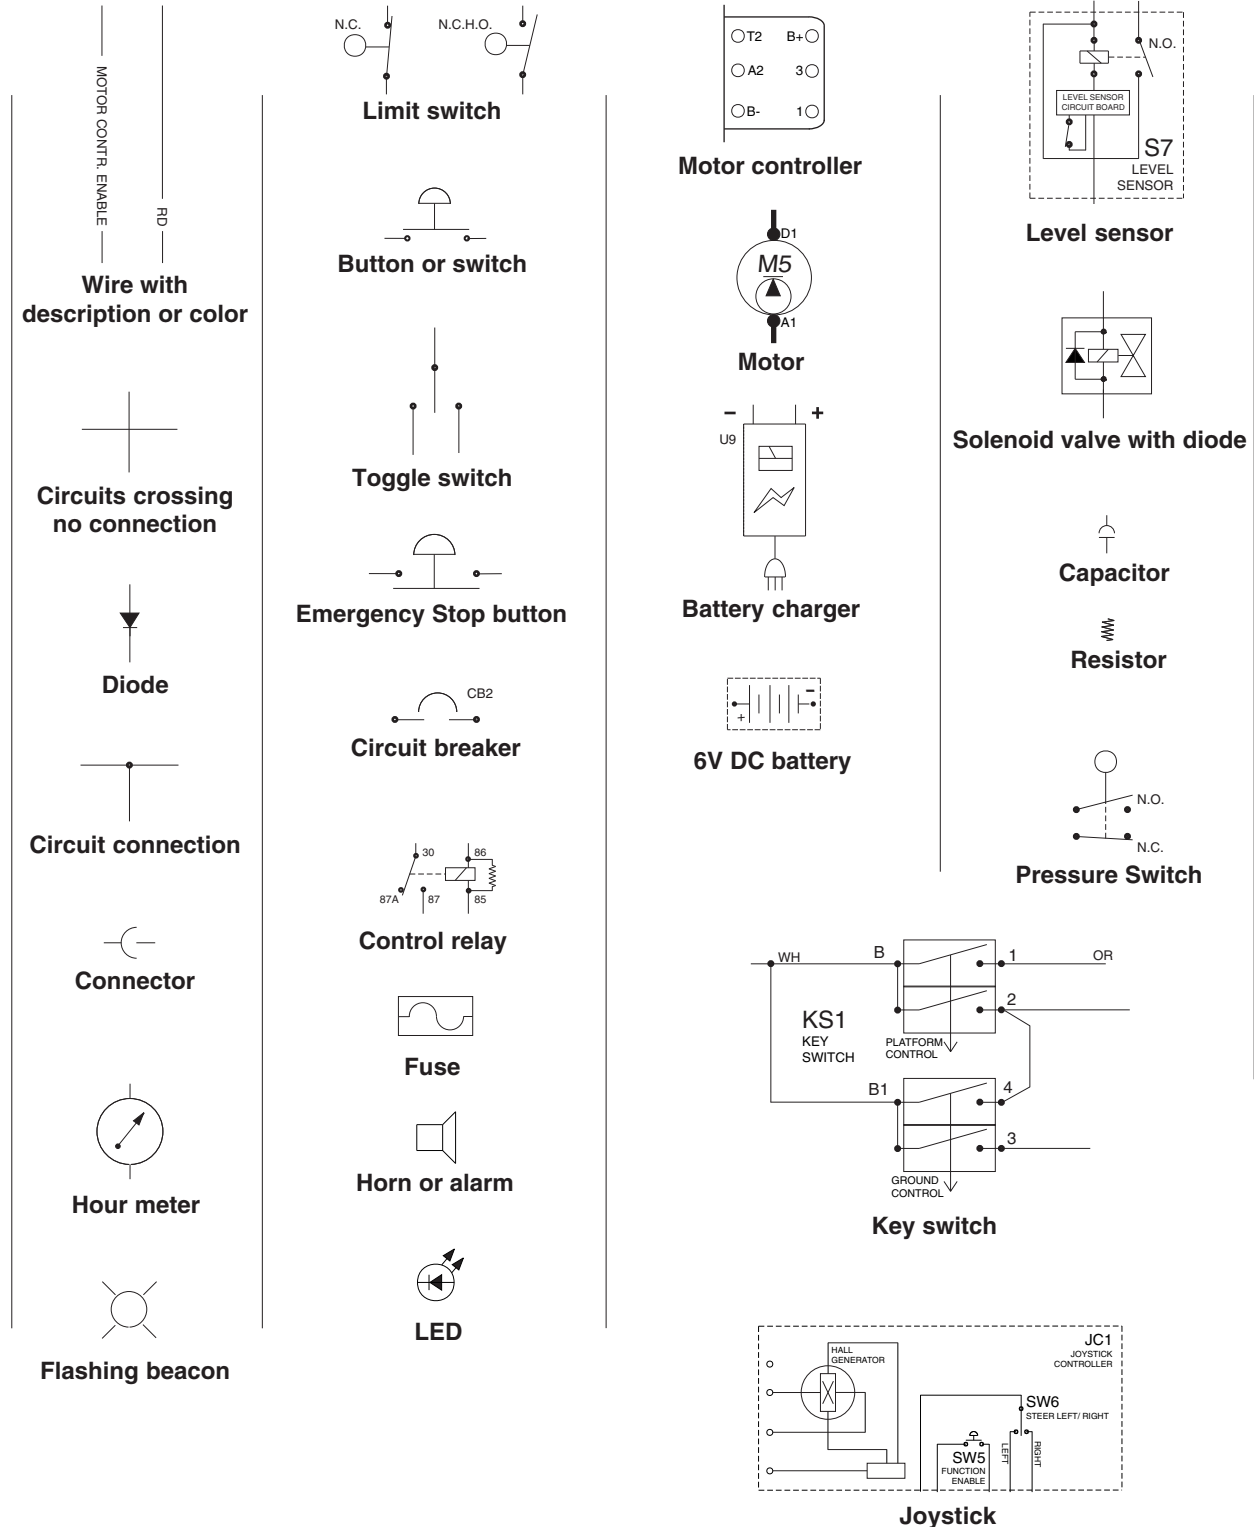 MOTOR CONTR. ENABLE
RD
Wire with
description or color
Circuits crossing
no connection
Diode
Circuit connection
Connector
Hour meter
Flashing beacon
N.C.
N.C.H.O.
Limit switch
Button or switch
Toggle switch
Emergency Stop button
CB2
Circuit breaker
30
86
87A
87
85
Control relay
Fuse
Horn or alarm
LED
T2 B+
A2 3
B- 1
Motor controller
D1
M5
A1
Motor
- +
U9
Battery charger
-
+
6V DC battery
N.O.
LEVEL SENSOR
CIRCUIT BOARD
S7
LEVEL
SENSOR
Level sensor
Solenoid valve with diode
Capacitor
Resistor
N.O.
N.C.
Pressure Switch
WH
B
1
OR
2
KS1
KEY
SWITCH
PLATFORM
CONTROL
B1
4
3
GROUND
CONTROL
Key switch
JC1
JOYSTICK
CONTROLLER
HALL
GENERATOR
SW6
STEER LEFT/ RIGHT
LEFT
RIGHT
SW5
FUNCTION
ENABLE
Joystick